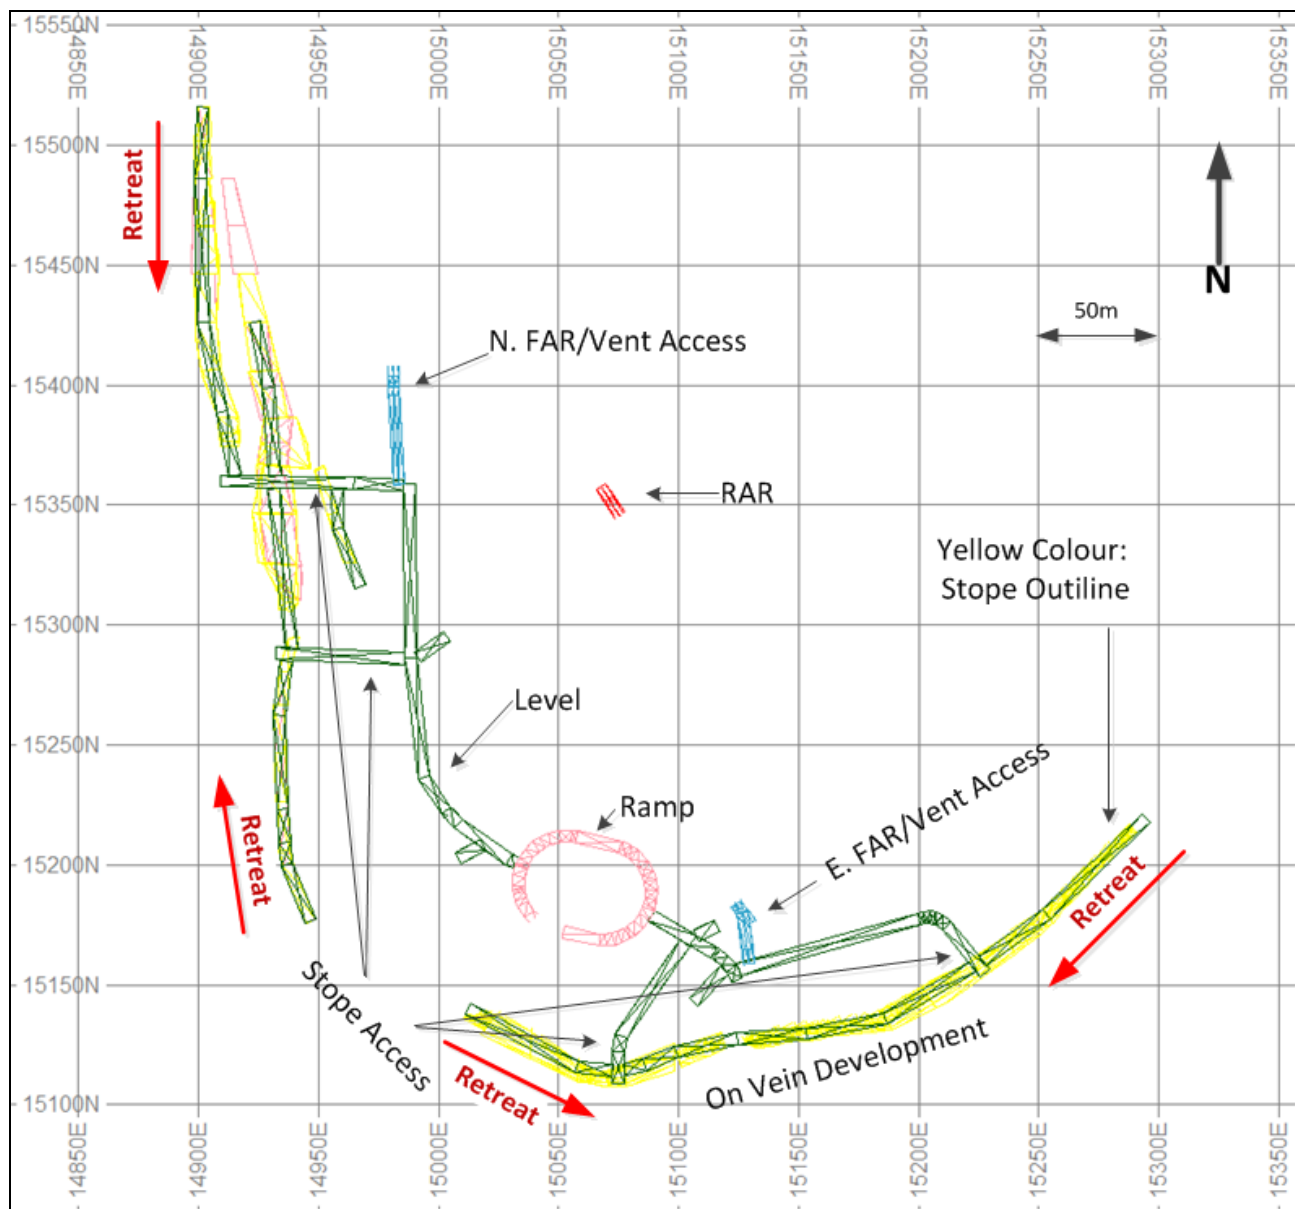 15550N
14850E
14900E
14950E
15000E
15050E
15100E
15150E
15200E
15250E
15300E
15350E
15500N
Retreat
15450N
N
50m
N. FAR/Vent Access
15400N
RAR
15350N
Yellow Colour:
Stope Outiline
15300N
Level
15250N
Ramp
E. FAR/Vent Access
Retreat
15200N
Retreat
Stope Access
15150N
On Vein Development
Retreat
15100N
14850E
14900E
14950E
15000E
15050E
15100E
15150E
15200E
15250E
15300E
15350E